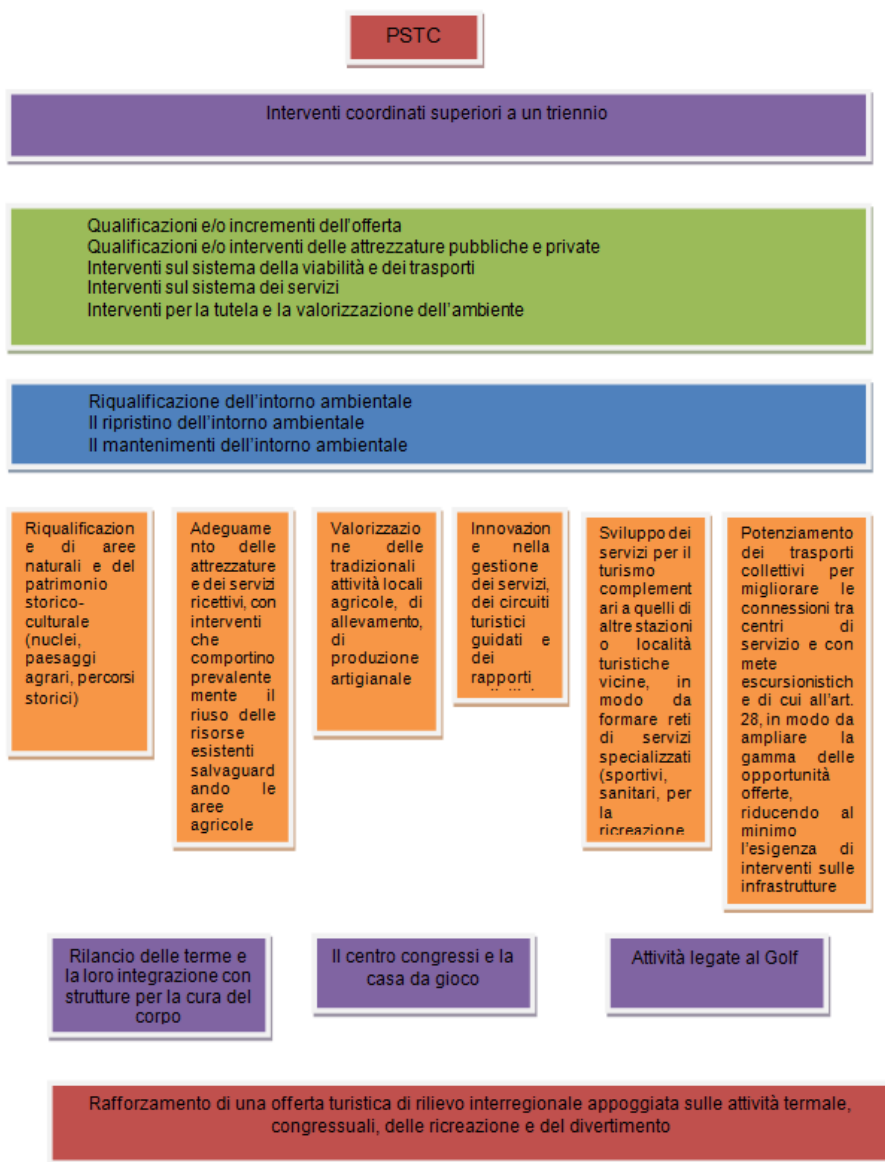 PSTC
Interventi coordinati superiori a un triennio
Qualificazioni e/o incrementi dell'offerta
Qualificazioni e/o interventi delle attrezzature pubbliche e private
Interventi sul sistema della viabilità e dei trasporti
Interventi sul sistema dei servizi
Interventi per la tutela e la valorizzazione dell'ambiente
Riqualificazione dell'intorno ambientale
Il ripristino dell'intorno ambientale
Il mantenimenti dell'intorno ambientale
Riqualificazion
e di aree
naturali e del
patrimonio
storico-
culturale
(nuclei,
paesaggi
agrari, percorsi
storici)
Adeguame
nto delle
attrezzature
e dei servizi
ricettivi, con
interventi
che
comportino
prevalente
mente il
riuso delle
risorse
esistenti
salvaguard
ando le
aree
agricole
Valorizzazio
ne delle
tradizionali
attività locali
agricole, di
allevamento,
di
produzione
artigianale
Innovazion
e nella
gestione
dei servizi,
dei circuiti
turistici
guidati e
dei
rapporti
Sviluppo dei
servizi per il
turismo
complement
ari a quelli di
altre stazioni
o località
turistiche
vicine, in
modo da
formare reti
di servizi
specializzati
(sportivi,
sanitari, per
la
ricreazione
Potenziamento
dei trasporti
collettivi per
migliorare le
connessioni tra
centri di
servizio e con
mete
escursionistich
e di cui all'art.
28, in modo da
ampliare la
gamma delle
opportunità
offerte,
riducendo al
minimo
l'esigenza di
interventi sulle
infrastrutture
Rilancio delle terme e
la loro integrazione con
strutture per la cura del
corpo
Il centro congressi e la
casa da gioco
Attività legate al Golf
Rafforzamento di una offerta turistica di rilievo interregionale appoggiata sulle attività termale,
congressuali, delle ricreazione e del divertimento